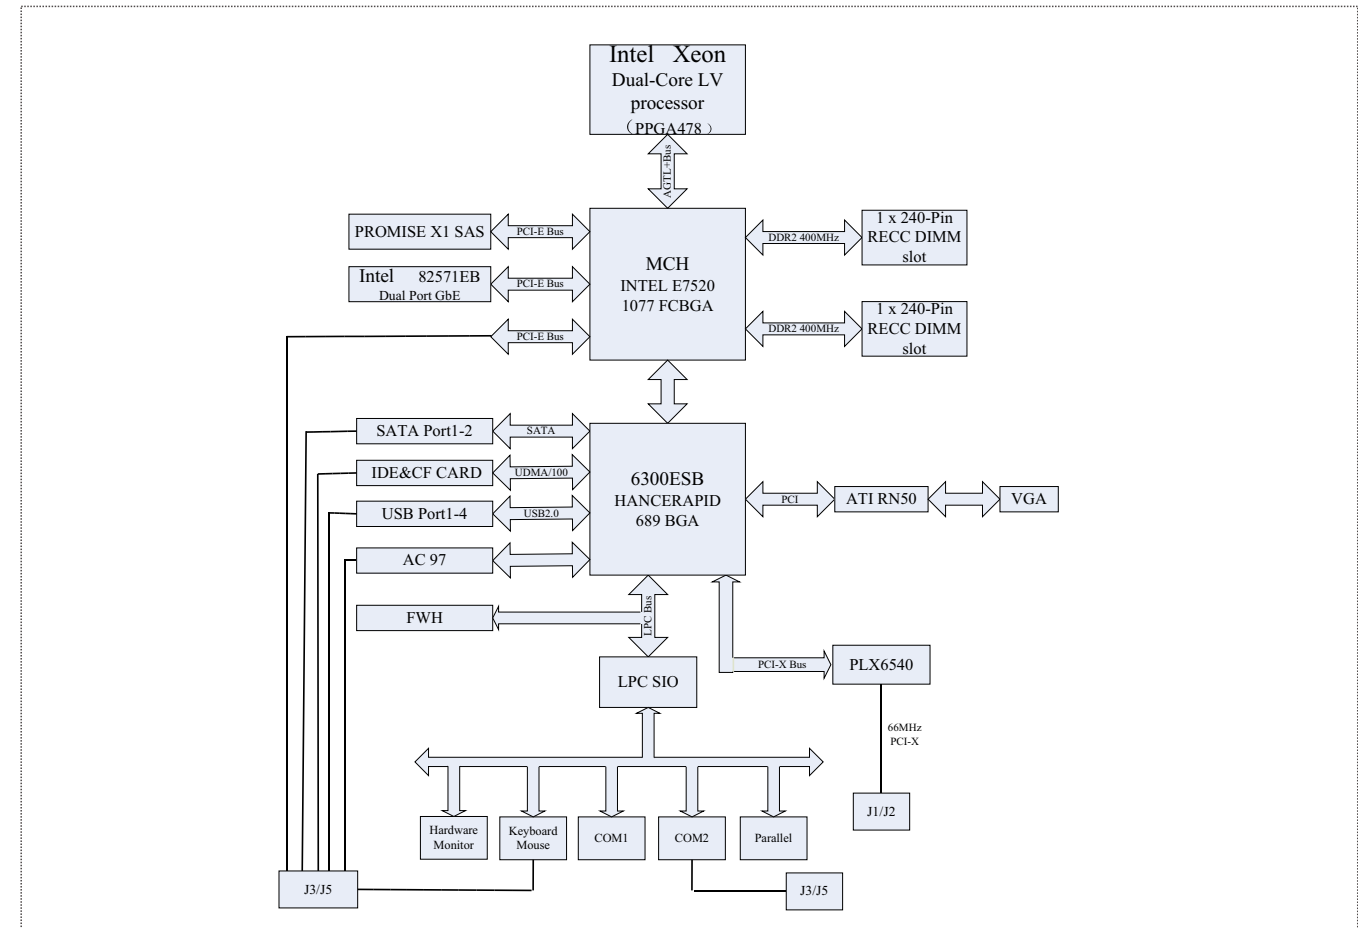 Intel Xeon
Dual-Core LV
processor
（PPGA478）
AGTL+Bus
PROMISE X1 SAS
PCI-E Bus
MCH
INTEL E7520
1077 FCBGA
DDR2 400MHz
1 x 240-Pin
RECC DIMM
slot
Intel 82571EB
Dual Port GbE
PCI-E Bus
PCI-E Bus
DDR2 400MHz
1 x 240-Pin
RECC DIMM
slot
SATA Port1-2
SATA
IDE&CF CARD
UDMA/100
USB Port1-4
USB2.0
AC 97
6300ESB
HANCERAPID
689 BGA
PCI
ATI RN50
VGA
FWH
LPC Bus
LPC SIO
PCI-X Bus
PLX6540
66MHz
PCI-X
J1/J2
Hardware
Monitor
Keyboard
Mouse
COM1
COM2
Parallel
J3/J5
J3/J5